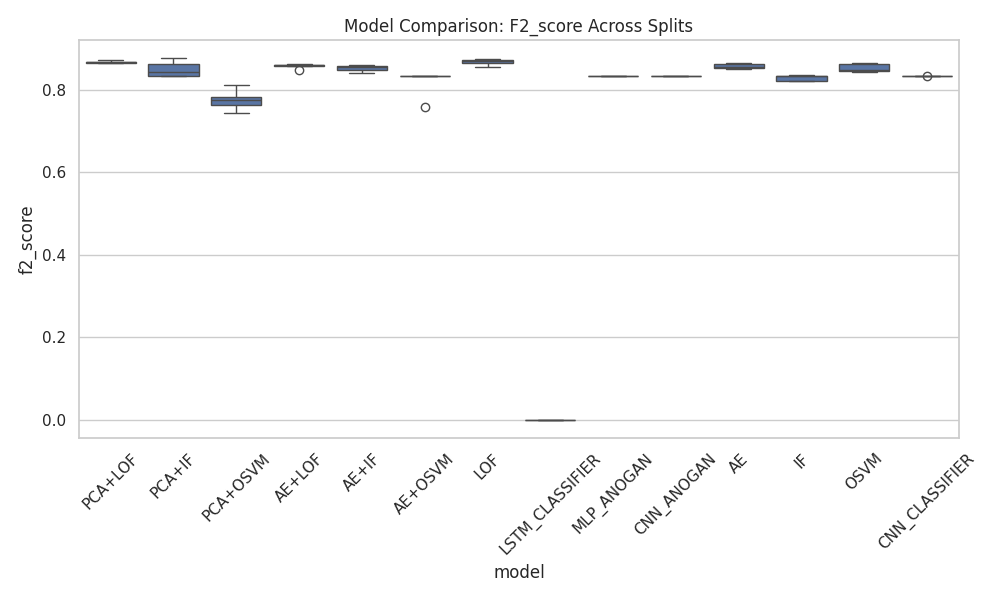 Model Comparison: F2_score Across Splits
f2_score
0.8
0.6
0.4
0.2
0.0
PCA+LOF
PCA+IF
PCA+OSVM
AE+LOF
AE+IF
AE+OSVM
LOF
LSTM_CLASSIFIER
MLP_ANOGAN
CNN_ANOGAN
AE
IF
OSVM
CNN_CLASSIFIER
model